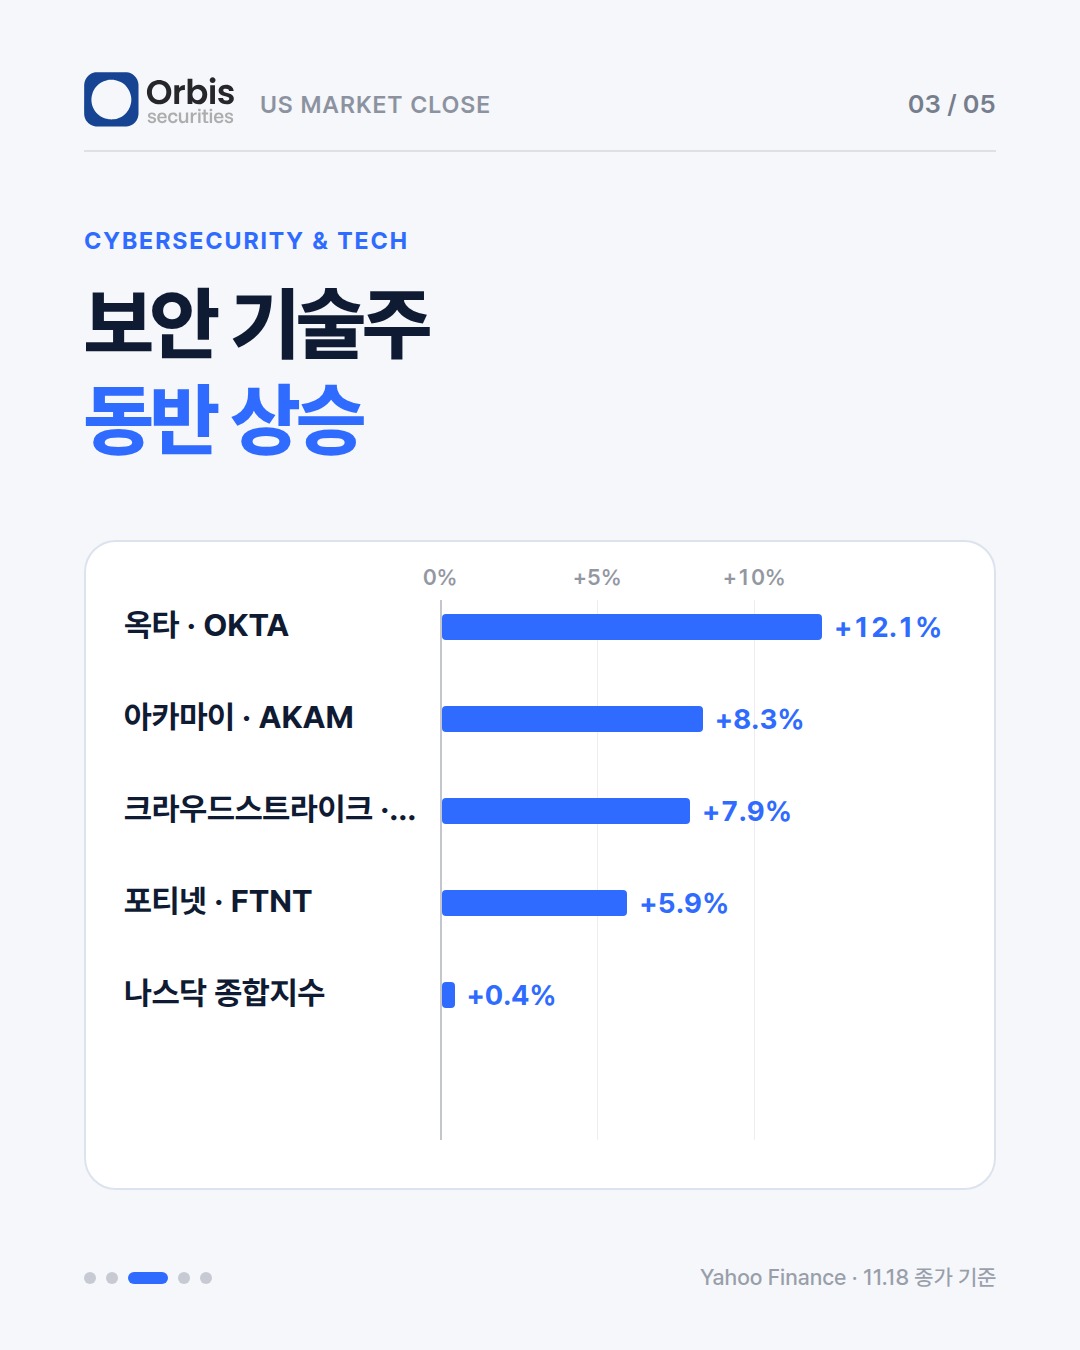 Orbis
securities
US MARKET CLOSE
03 / 05
CYBERSECURITY & TECH
보안 기술주
동반 상승
0% +5% +10%
옥타 · OKTA +12.1%
아카마이 · AKAM +8.3%
크라우드스트라이크 ·... +7.9%
포티넷 · FTNT +5.9%
나스닥 종합지수 +0.4%
Yahoo Finance · 11.18 종가 기준